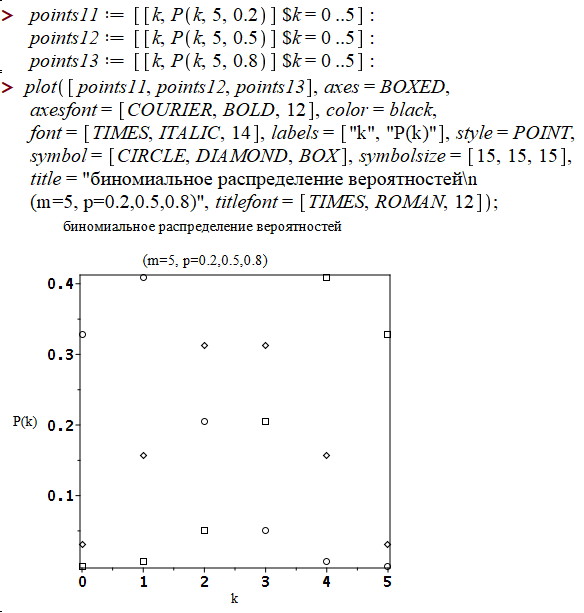 > points11 := [[k, P(k, 5, 0.2)] $k = 0 ..5] :
points12 := [[k, P(k, 5, 0.5)] $k = 0 ..5] :
points13 := [[k, P(k, 5, 0.8)] $k = 0 ..5] :
> plot([points11, points12, points13], axes = BOXED,
axesfont = [COURIER, BOLD, 12], color = black,
font = [TIMES, ITALIC, 14], labels = ["k", "P(k)"], style = POINT,
symbol = [CIRCLE, DIAMOND, BOX], symbolsize = [15, 15, 15],
title = "биномиальное распределение вероятностей\n
(m=5, p=0.2,0.5,0.8)", titlefont = [TIMES, ROMAN, 12]);
биномиальное распределение вероятностей
(m=5, p=0.2,0.5,0.8)
0.4
0.3
P(k)
0.2
0.1
0 1 2 3 4 5
k